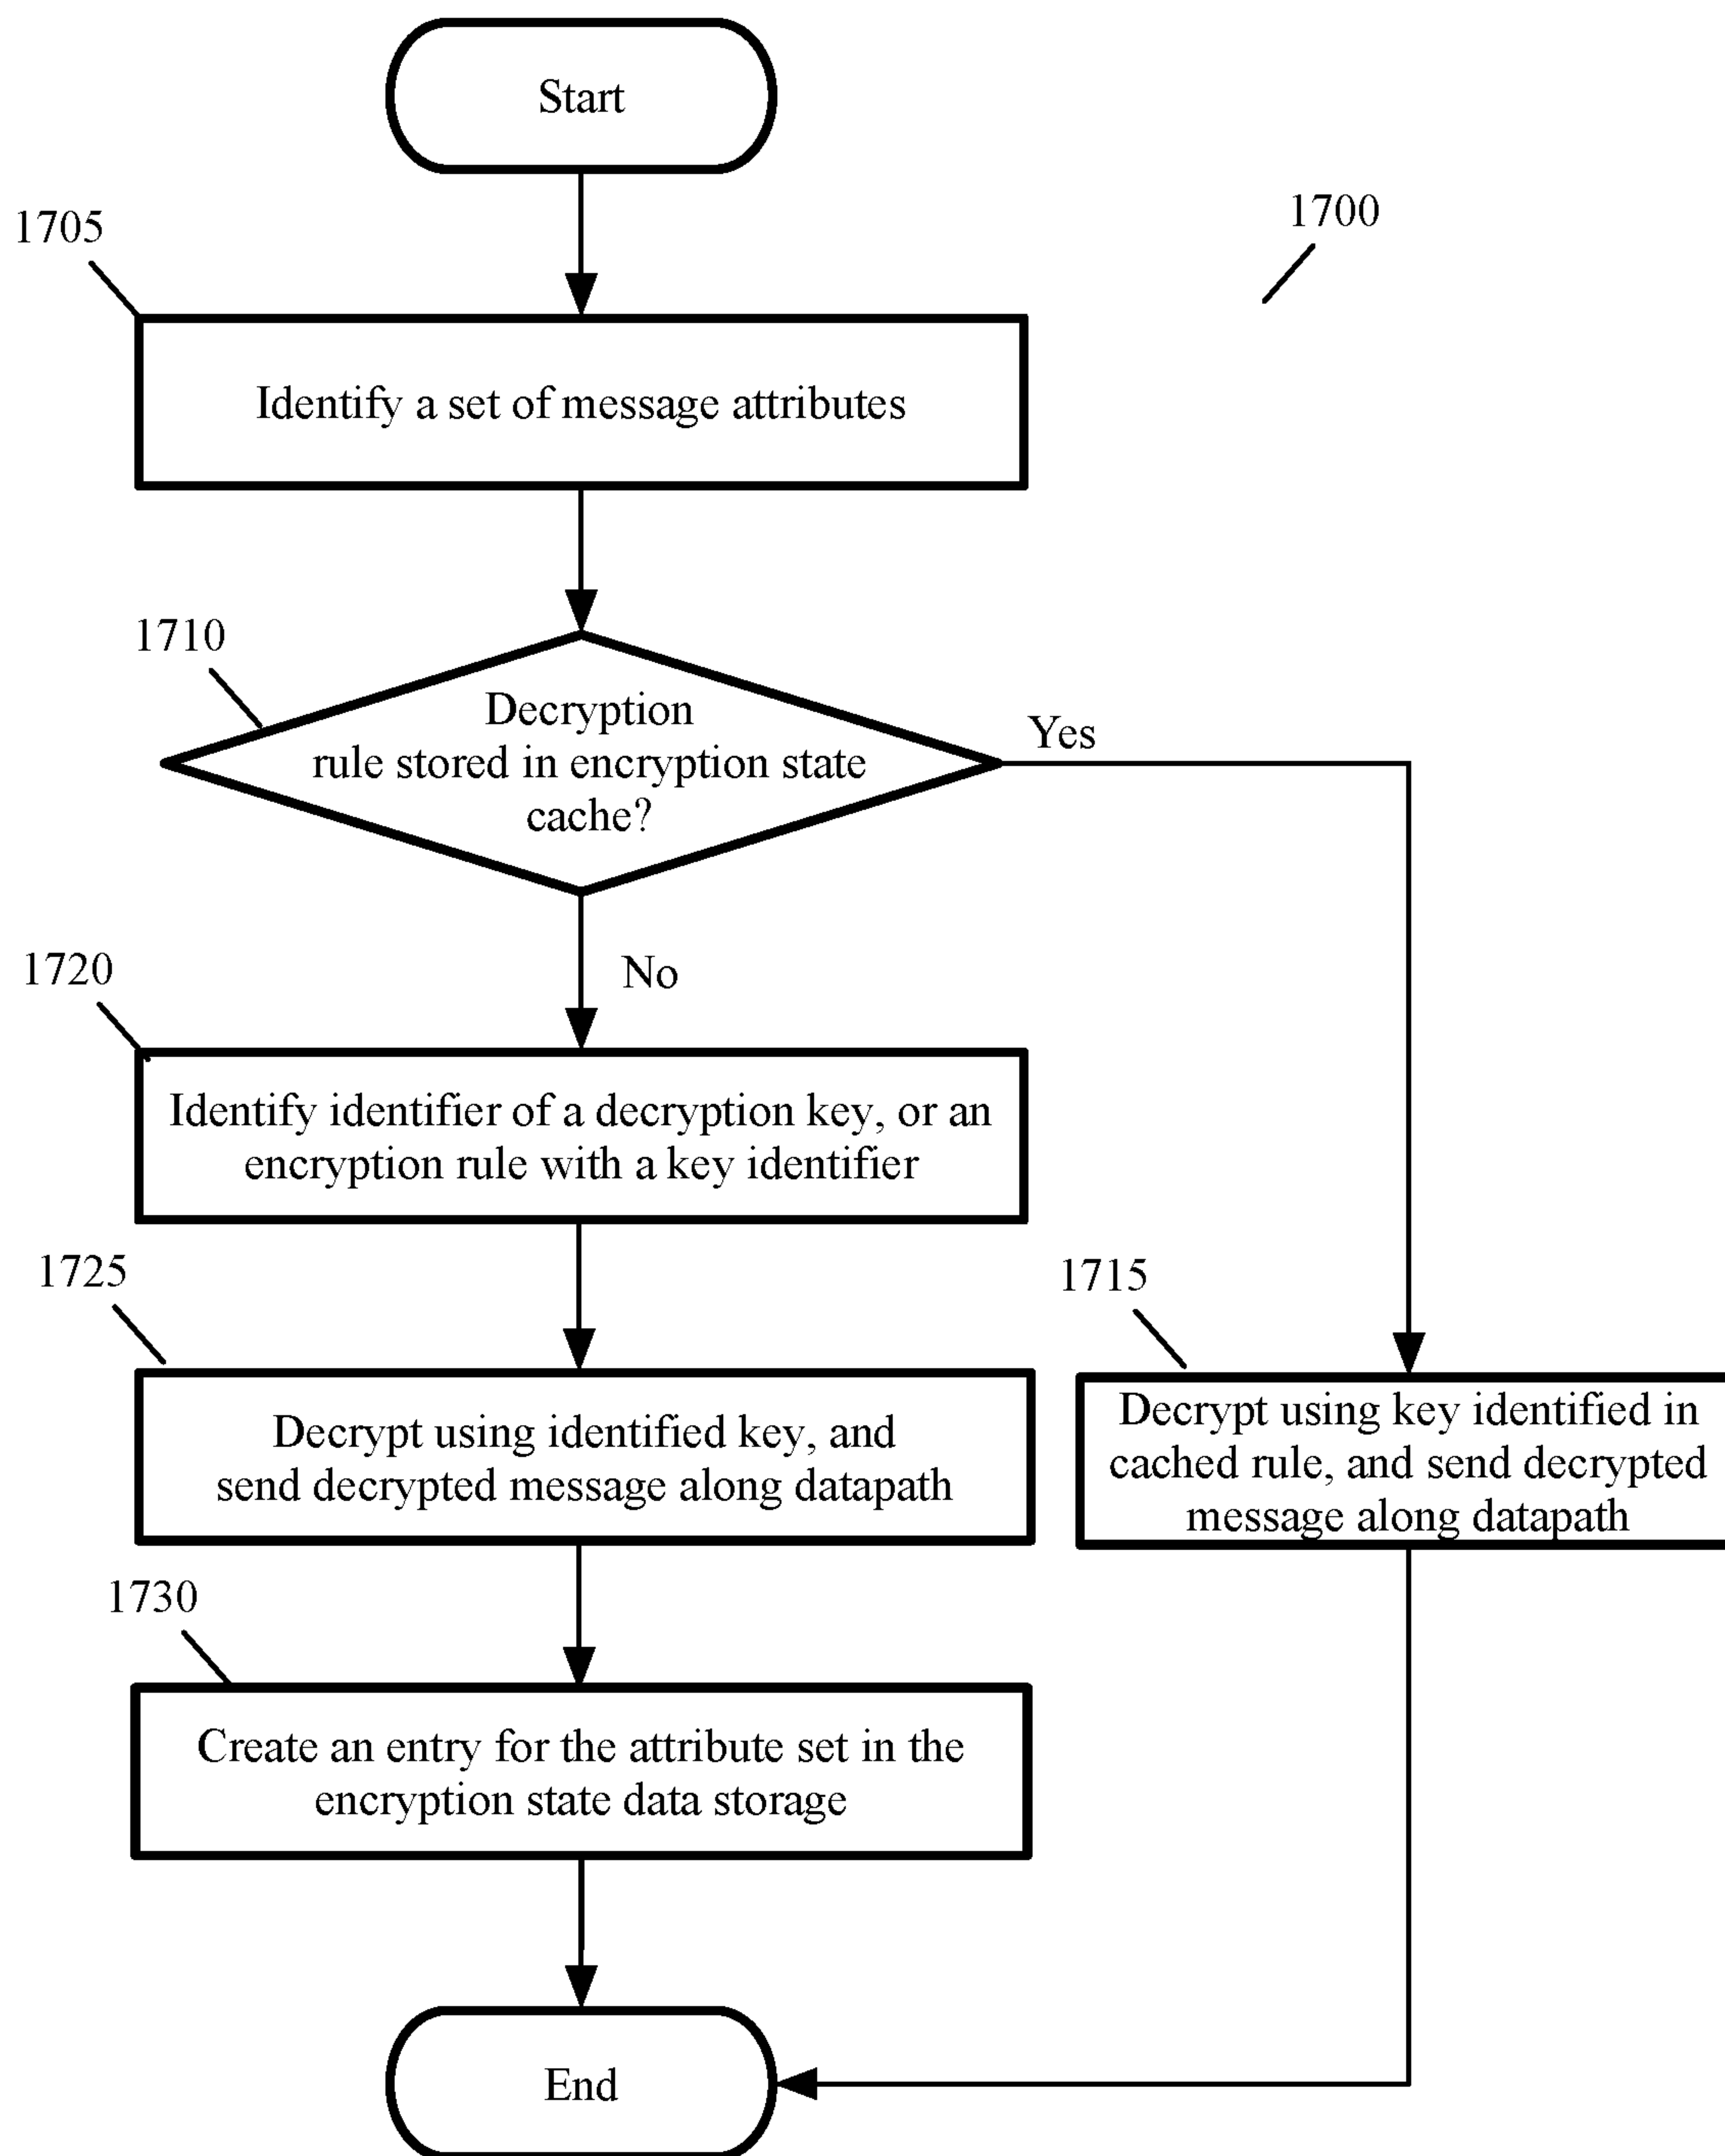 Start
1705
1700
Identify a set of message attributes
1710
Decryption
rule stored in encryption state
cache?
Yes
1720
No
Identify identifier of a decryption key, or an
encryption rule with a key identifier
1725
1715
Decrypt using identified key, and
send decrypted message along datapath
Decrypt using key identified in
cached rule, and send decrypted
message along datapath
1730
Create an entry for the attribute set in the
encryption state data storage
End